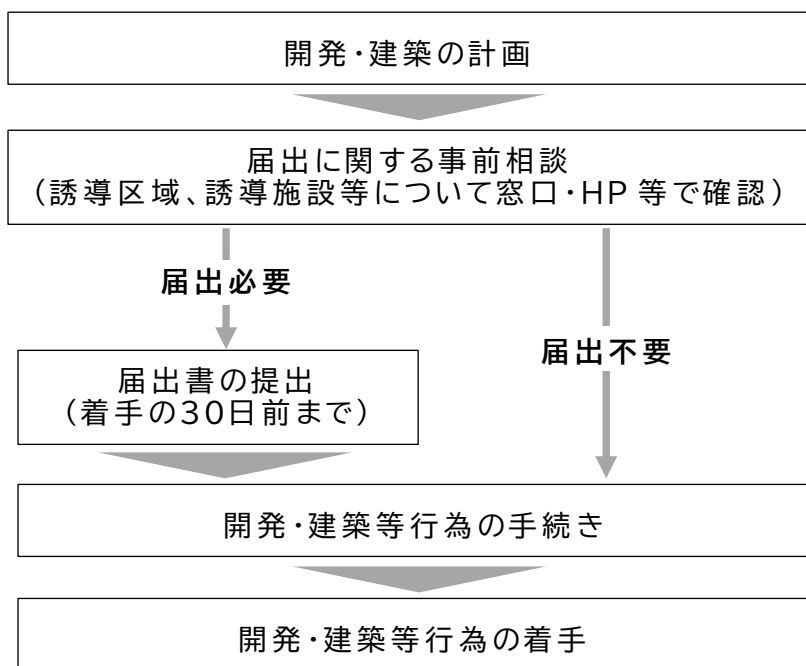 開発・建築の計画
届出に関する事前相談
（誘導区域、誘導施設等について窓口・HP等で確認）
届出必要
届出不要
届出書の提出
（着手の30日前まで）
開発・建築等行為の手続き
開発・建築等行為の着手